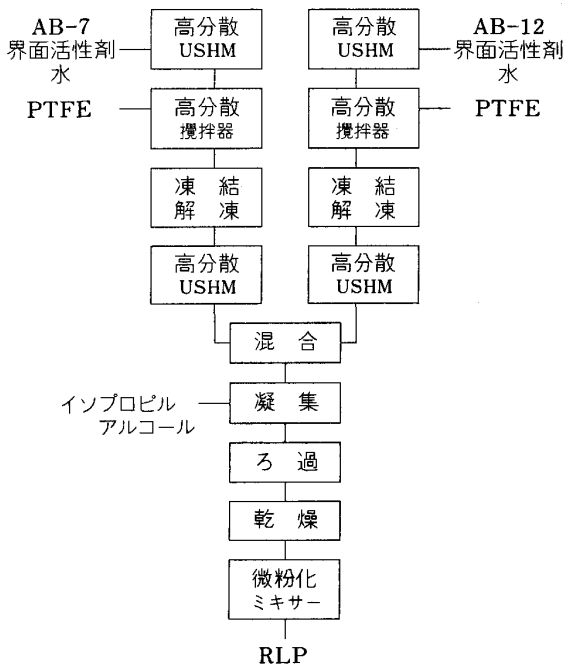 AB-7
界面活性剤
水
高分散
USHM
高分散
USHM
AB-12
界面活性剤
水
PTFE
高分散
攪拌器
高分散
攪拌器
PTFE
凍 結
解 凍
凍 結
解 凍
高分散
USHM
高分散
USHM
混 合
イソプロピル
アルコール
凝 集
ろ 過
乾 燥
微粉化
ミキサー
RLP